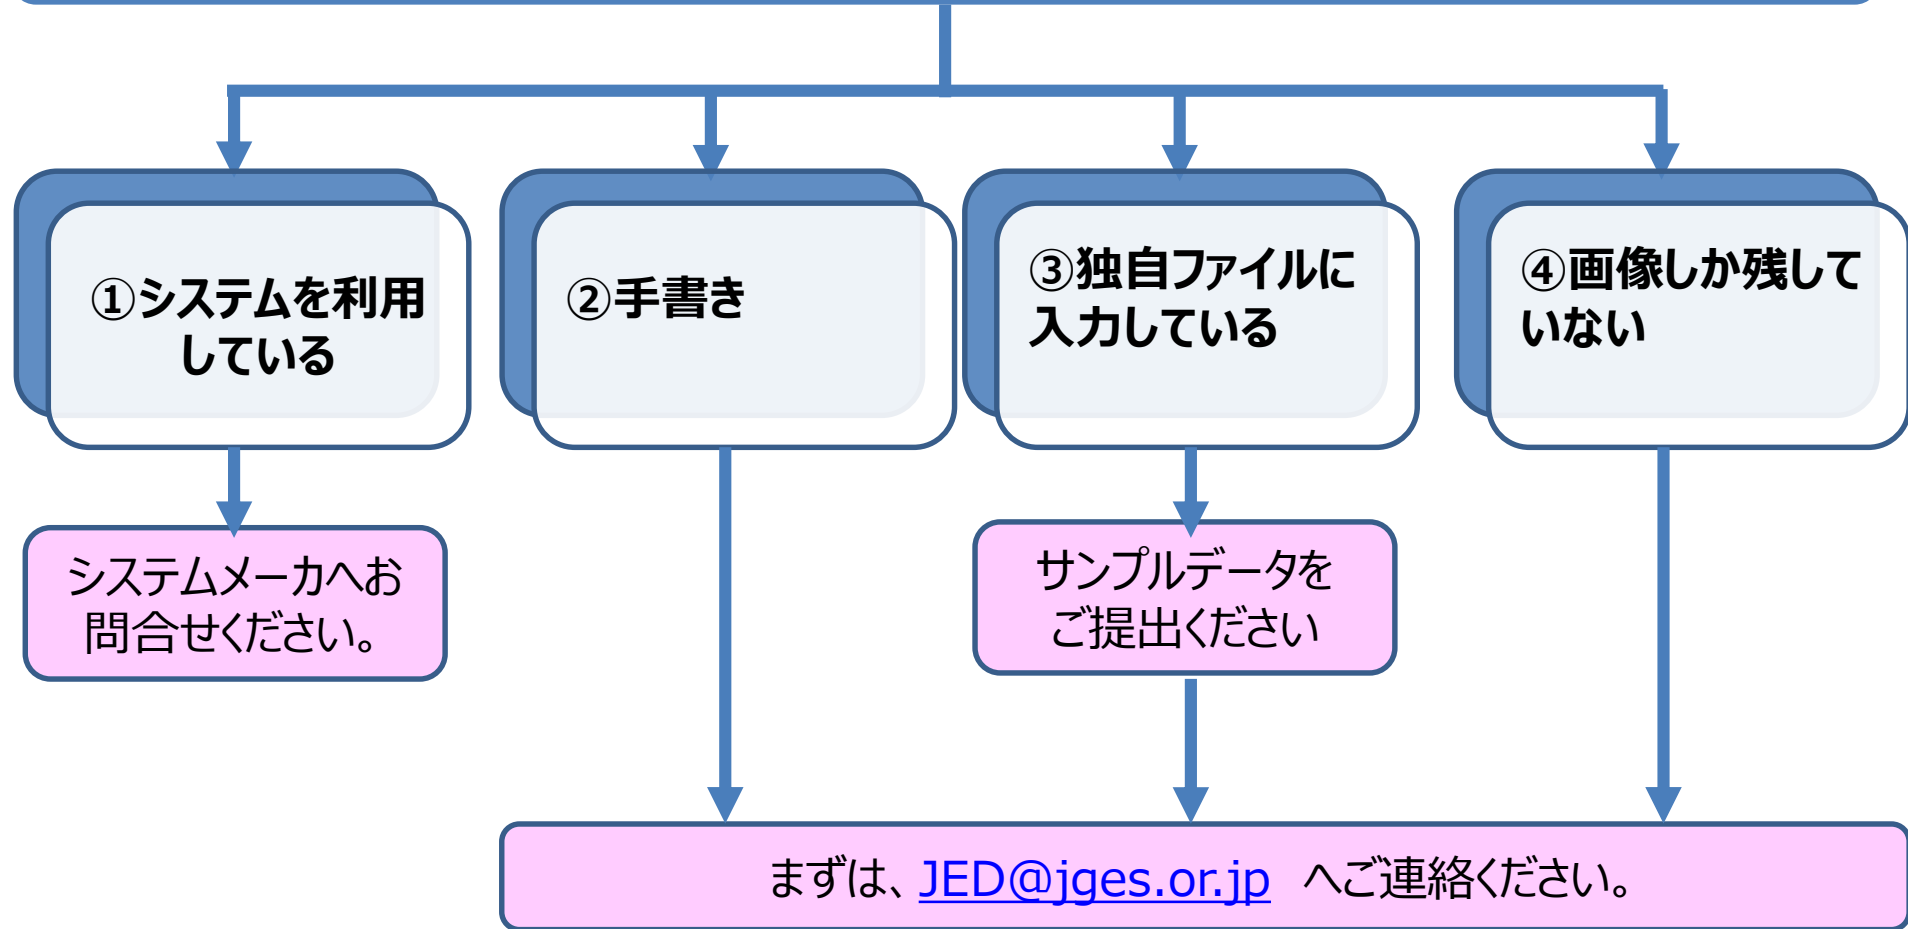 ①システムを利用
している
②手書き
③独自ファイルに
入力している
④画像しか残して
いない
システムメーカへお
問合せください。
サンプルデータを
ご提出ください
まずは、JED@jges.or.jp　へご連絡ください。